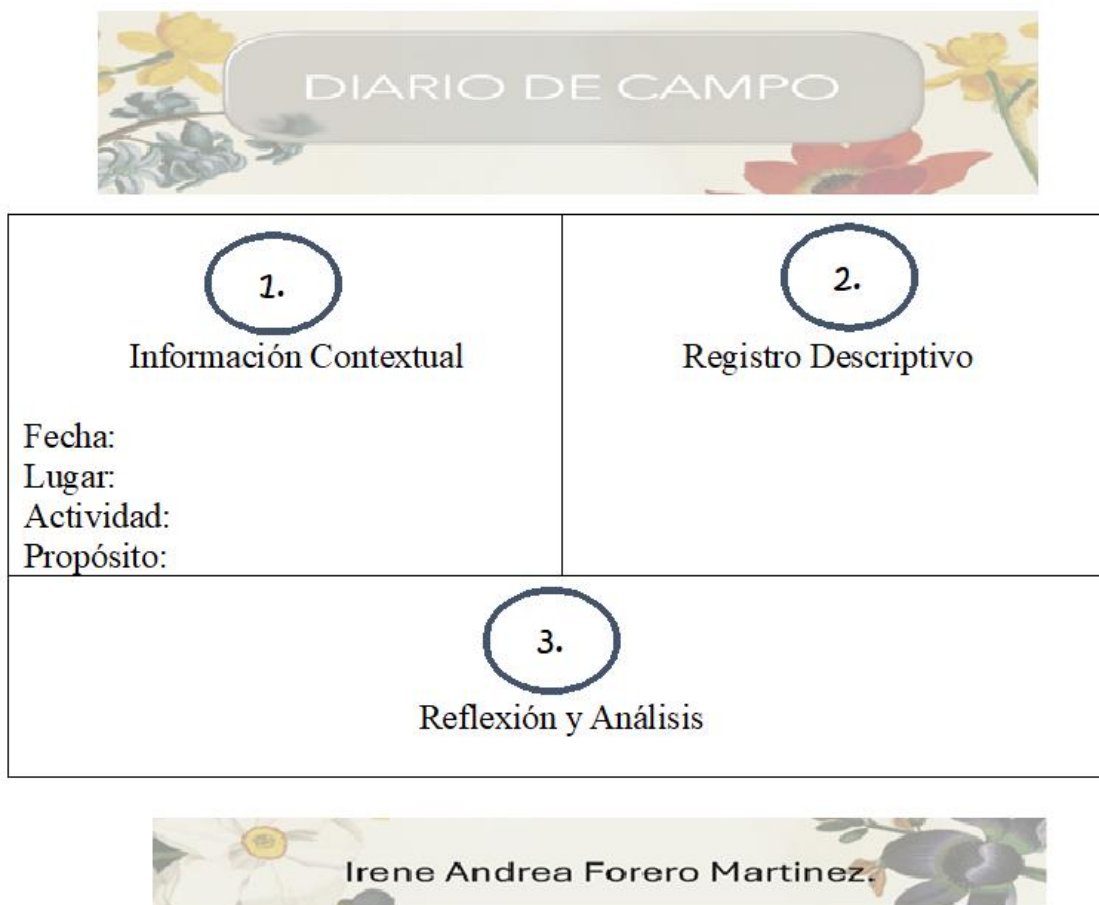 DIARIO DE CAMPO
1.
Información Contextual
Fecha:
Lugar:
Actividad:
Propósito:
2.
Registro Descriptivo
3.
Reflexión y Análisis
Irene Andrea Forero Martinez.